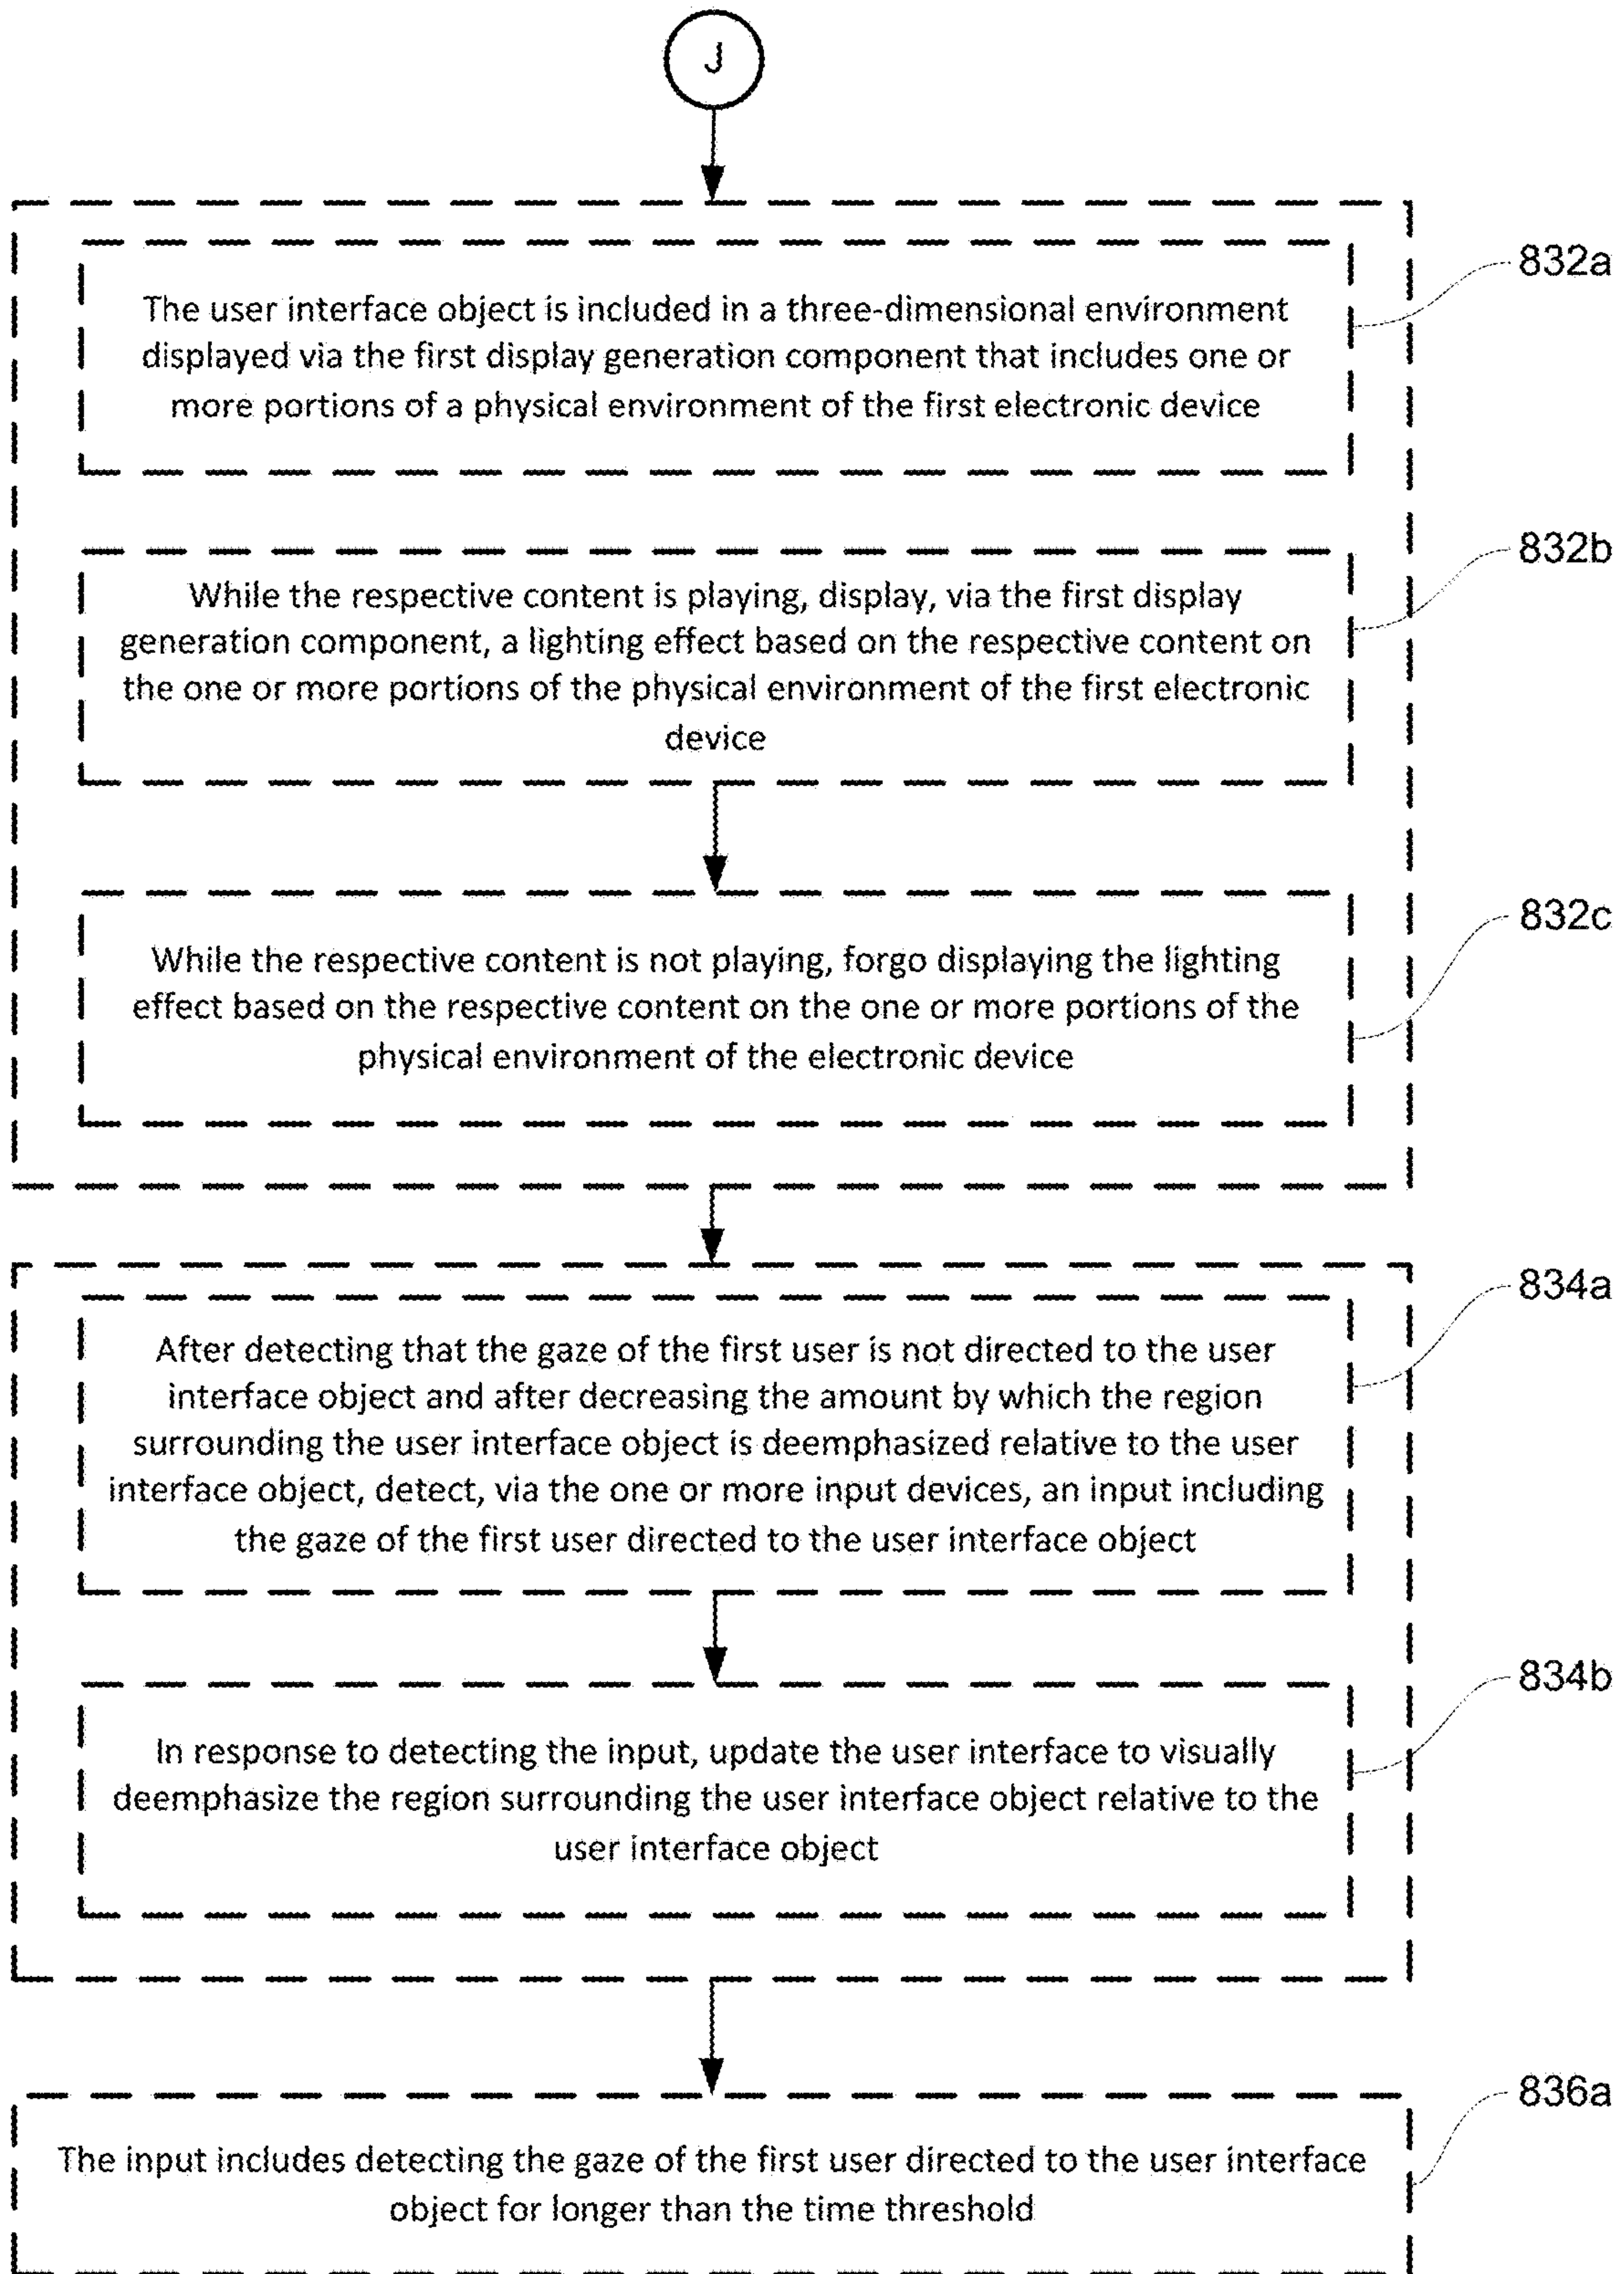 J
The user interface object is included in a three-dimensional environment
displayed via the first display generation component that includes one or
more portions of a physical environment of the first electronic device
832a
While the respective content is playing, display, via the first display
generation component, a lighting effect based on the respective content on
the one or more portions of the physical environment of the first electronic
device
832b
While the respective content is not playing, forgo displaying the lighting
effect based on the respective content on the one or more portions of the
physical environment of the electronic device
832c
After detecting that the gaze of the first user is not directed to the user
interface object and after decreasing the amount by which the region
surrounding the user interface object is deemphasized relative to the user
interface object, detect, via the one or more input devices, an input including
the gaze of the first user directed to the user interface object
834a
In response to detecting the input, update the user interface to visually
deemphasize the region surrounding the user interface object relative to the
user interface object
834b
The input includes detecting the gaze of the first user directed to the user interface
object for longer than the time threshold
836a